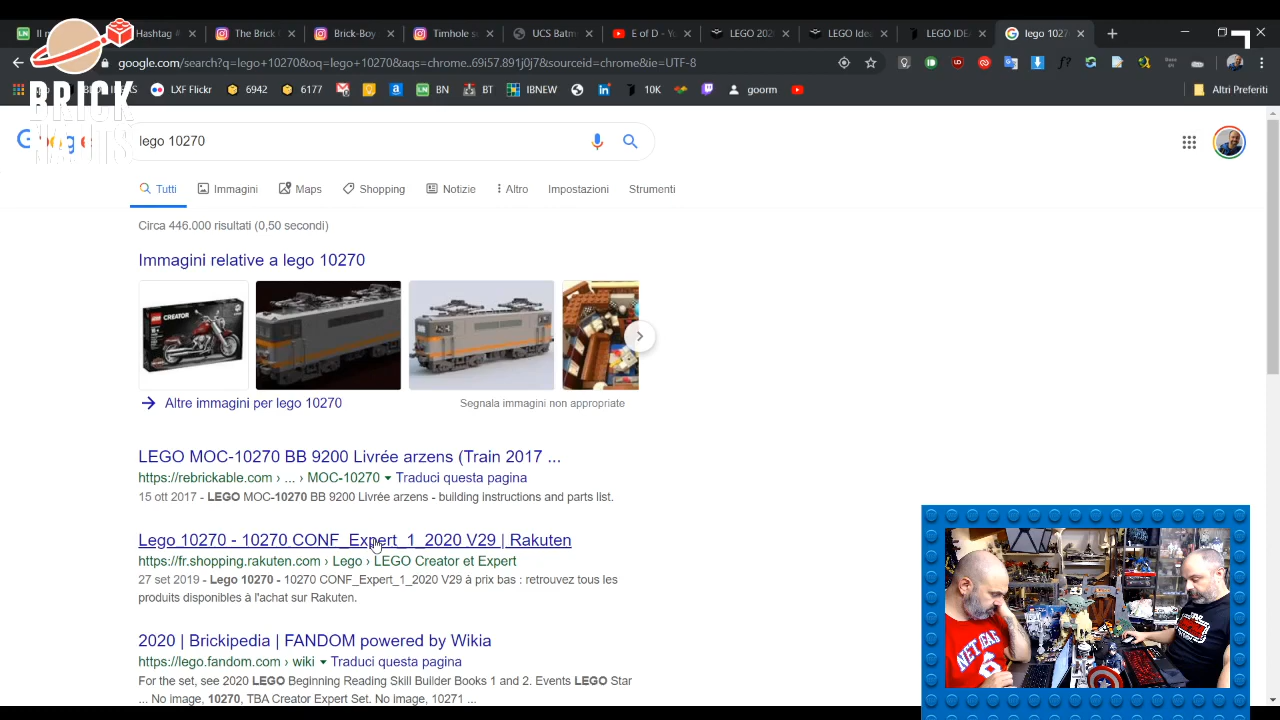 Hashtag #
The Brick
Brick-Boy
Timhole s
UCS Batm
E of D - Yu
LEGO 202
LEGO Idea
LEGO IDEA
lego 10270
google.com/search?q=lego+10270&oq=lego+10270&aqs=chrome..69i57.891j0j7&sourceid=chrome&ie=UTF-8
LXF Flickr
6942
6177
BN
BT
IBNEW
10K
goorm
Altri Preferiti
BRICK
NAUTS
lego 10270
Tutti
Immagini
Maps
Shopping
Notizie
Altro
Impostazioni
Strumenti
Circa 446.000 risultati (0,50 secondi)
Immagini relative a lego 10270
CREATOR
Altre immagini per lego 10270
Segnala immagini non appropriate
LEGO MOC-10270 BB 9200 Livrée arzens (Train 2017 ...
https://rebrickable.com › ... › MOC-10270 Traduci questa pagina
15 ott 2017 - LEGO MOC-10270 BB 9200 Livrée arzens - building instructions and parts list.
Lego 10270 - 10270 CONF_Expert_1_2020 V29 | Rakuten
https://fr.shopping.rakuten.com › Lego › LEGO Creator et Expert
27 set 2019 - Lego 10270 - 10270 CONF_Expert_1_2020 V29 à prix bas : retrouvez tous les
produits disponibles à l'achat sur Rakuten.
2020 | Brickipedia | FANDOM powered by Wikia
https://lego.fandom.com › wiki Traduci questa pagina
For the set, see 2020 LEGO Beginning Reading Skill Builder Books 1 and 2. Events LEGO Star
... No image, 10270, TBA Creator Expert Set. No image, 10271 ...